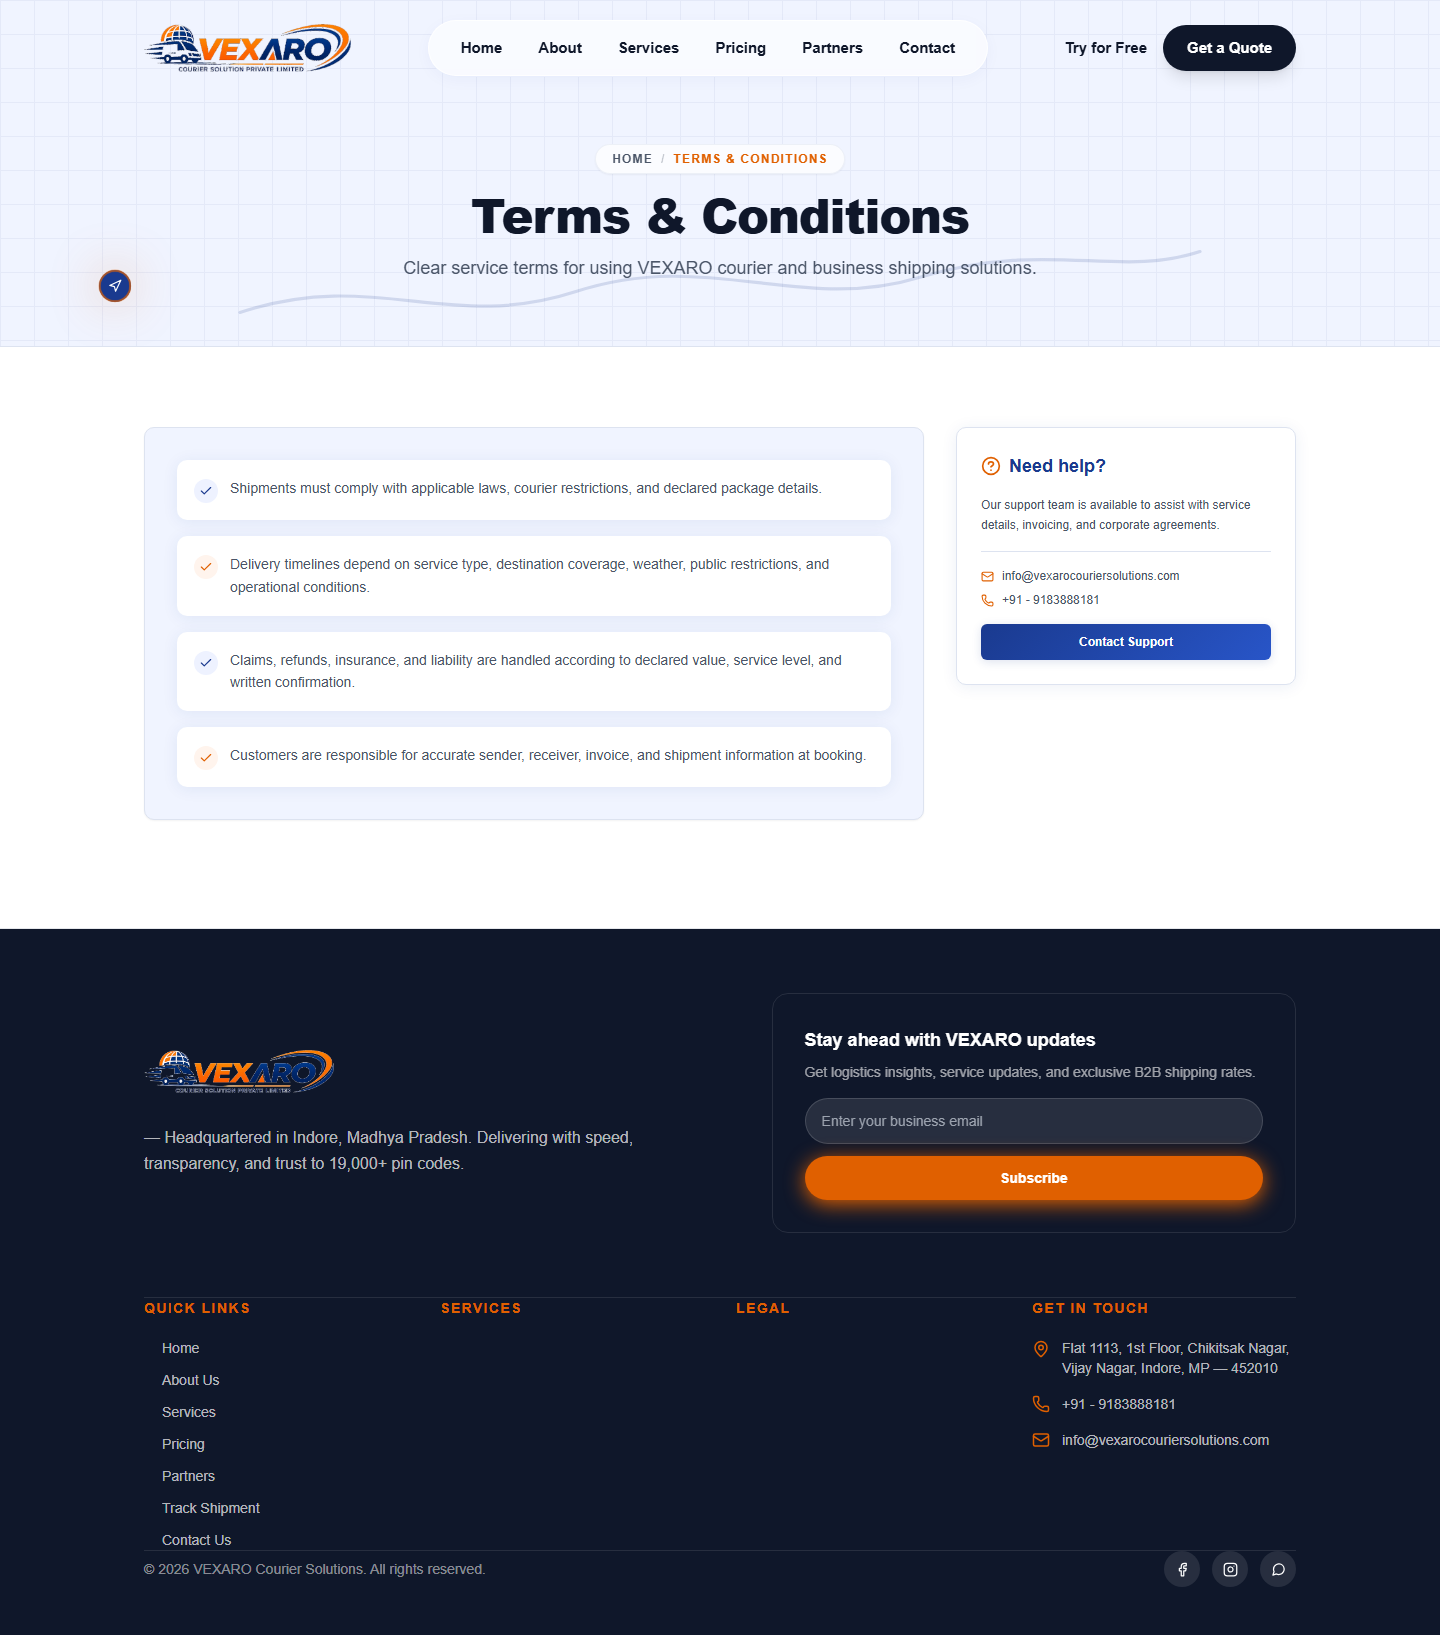 VEXARO
COURIER SOLUTION PRIVATE LIMITED
Home
About
Services
Pricing
Partners
Contact
Try for Free
Get a Quote
HOME / TERMS & CONDITIONS
Terms & Conditions
Clear service terms for using VEXARO courier and business shipping solutions.
Shipments must comply with applicable laws, courier restrictions, and declared package details.
Delivery timelines depend on service type, destination coverage, weather, public restrictions, and
operational conditions.
Claims, refunds, insurance, and liability are handled according to declared value, service level, and
written confirmation.
Customers are responsible for accurate sender, receiver, invoice, and shipment information at booking.
Need help?
Our support team is available to assist with service
details, invoicing, and corporate agreements.
info@vexarocouriersolutions.com
+91 - 9183888181
Contact Support
VEXARO
COURIER SOLUTION PRIVATE LIMITED
— Headquartered in Indore, Madhya Pradesh. Delivering with speed,
transparency, and trust to 19,000+ pin codes.
Stay ahead with VEXARO updates
Get logistics insights, service updates, and exclusive B2B shipping rates.
Enter your business email
Subscribe
QUICK LINKS
Home
About Us
Services
Pricing
Partners
Track Shipment
Contact Us
SERVICES
LEGAL
GET IN TOUCH
Flat 1113, 1st Floor, Chikitsak Nagar,
Vijay Nagar, Indore, MP — 452010
+91 - 9183888181
info@vexarocouriersolutions.com
© 2026 VEXARO Courier Solutions. All rights reserved.